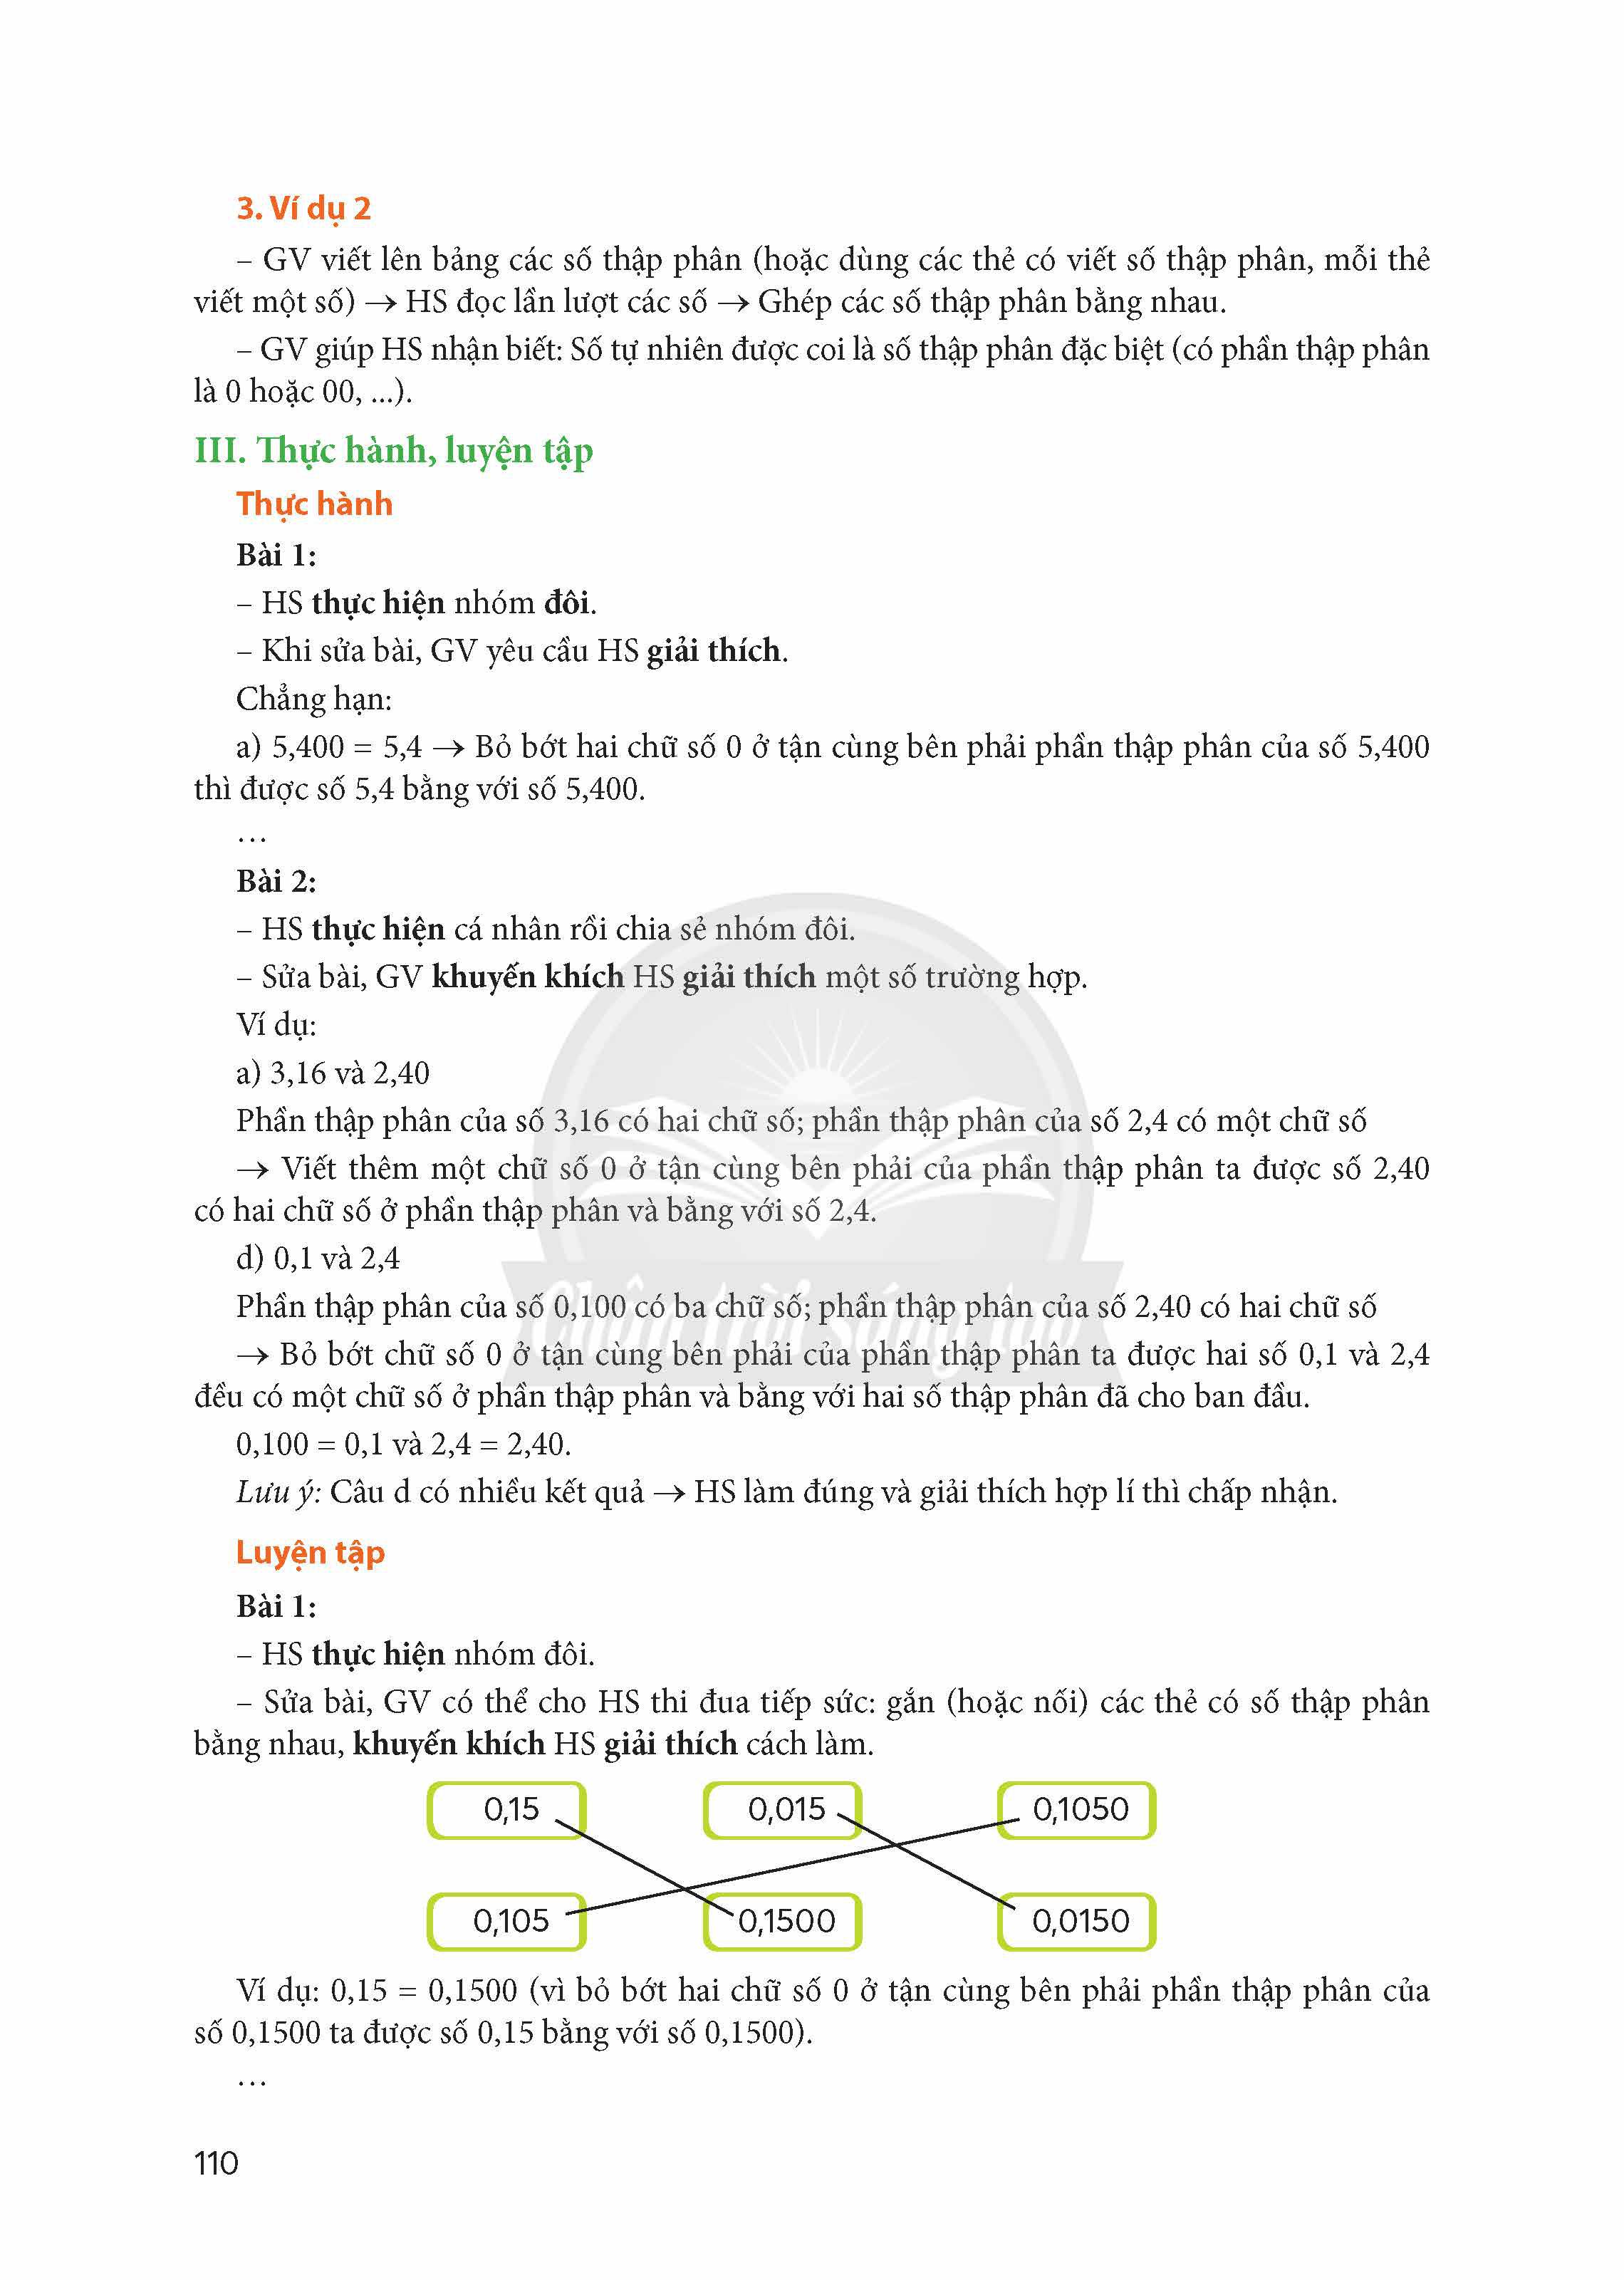 3. Ví dụ 2
– GV viết lên bảng các số thập phân (hoặc dùng các thẻ có viết số thập phân, mỗi thẻ
viết một số) → HS đọc lần lượt các số → Ghép các số thập phân bằng nhau.
– GV giúp HS nhận biết: Số tự nhiên được coi là số thập phân đặc biệt (có phần thập phân
là 0 hoặc 00, ...).
III. Thực hành, luyện tập
Thực hành
Bài 1:
– HS thực hiện nhóm đôi.
– Khi sửa bài, GV yêu cầu HS giải thích.
Chẳng hạn:
a) 5,400 = 5,4 → Bỏ bớt hai chữ số 0 ở tận cùng bên phải phần thập phân của số 5,400
thì được số 5,4 bằng với số 5,400.
…
Bài 2:
– HS thực hiện cá nhân rồi chia sẻ nhóm đôi.
– Sửa bài, GV khuyến khích HS giải thích một số trường hợp.
Ví dụ:
a) 3,16 và 2,40
Phần thập phân của số 3,16 có hai chữ số; phần thập phân của số 2,4 có một chữ số
→ Viết thêm một chữ số 0 ở tận cùng bên phải của phần thập phân ta được số 2,40
có hai chữ số ở phần thập phân và bằng với số 2,4.
d) 0,1 và 2,4
Phần thập phân của số 0,100 có ba chữ số; phần thập phân của số 2,40 có hai chữ số
→ Bỏ bớt chữ số 0 ở tận cùng bên phải của phần thập phân ta được hai số 0,1 và 2,4
đều có một chữ số ở phần thập phân và bằng với hai số thập phân đã cho ban đầu.
0,100 = 0,1 và 2,4 = 2,40.
Lưu ý: Câu d có nhiều kết quả → HS làm đúng và giải thích hợp lí thì chấp nhận.
Chân trời sáng tạo
Luyện tập
Bài 1:
– HS thực hiện nhóm đôi.
– Sửa bài, GV có thể cho HS thi đua tiếp sức: gắn (hoặc nối) các thẻ có số thập phân
bằng nhau, khuyến khích HS giải thích cách làm.
0,15 0,015 0,1050
0,105 0,1500 0,0150
Ví dụ: 0,15 = 0,1500 (vì bỏ bớt hai chữ số 0 ở tận cùng bên phải phần thập phân của
số 0,1500 ta được số 0,15 bằng với số 0,1500).
…
110